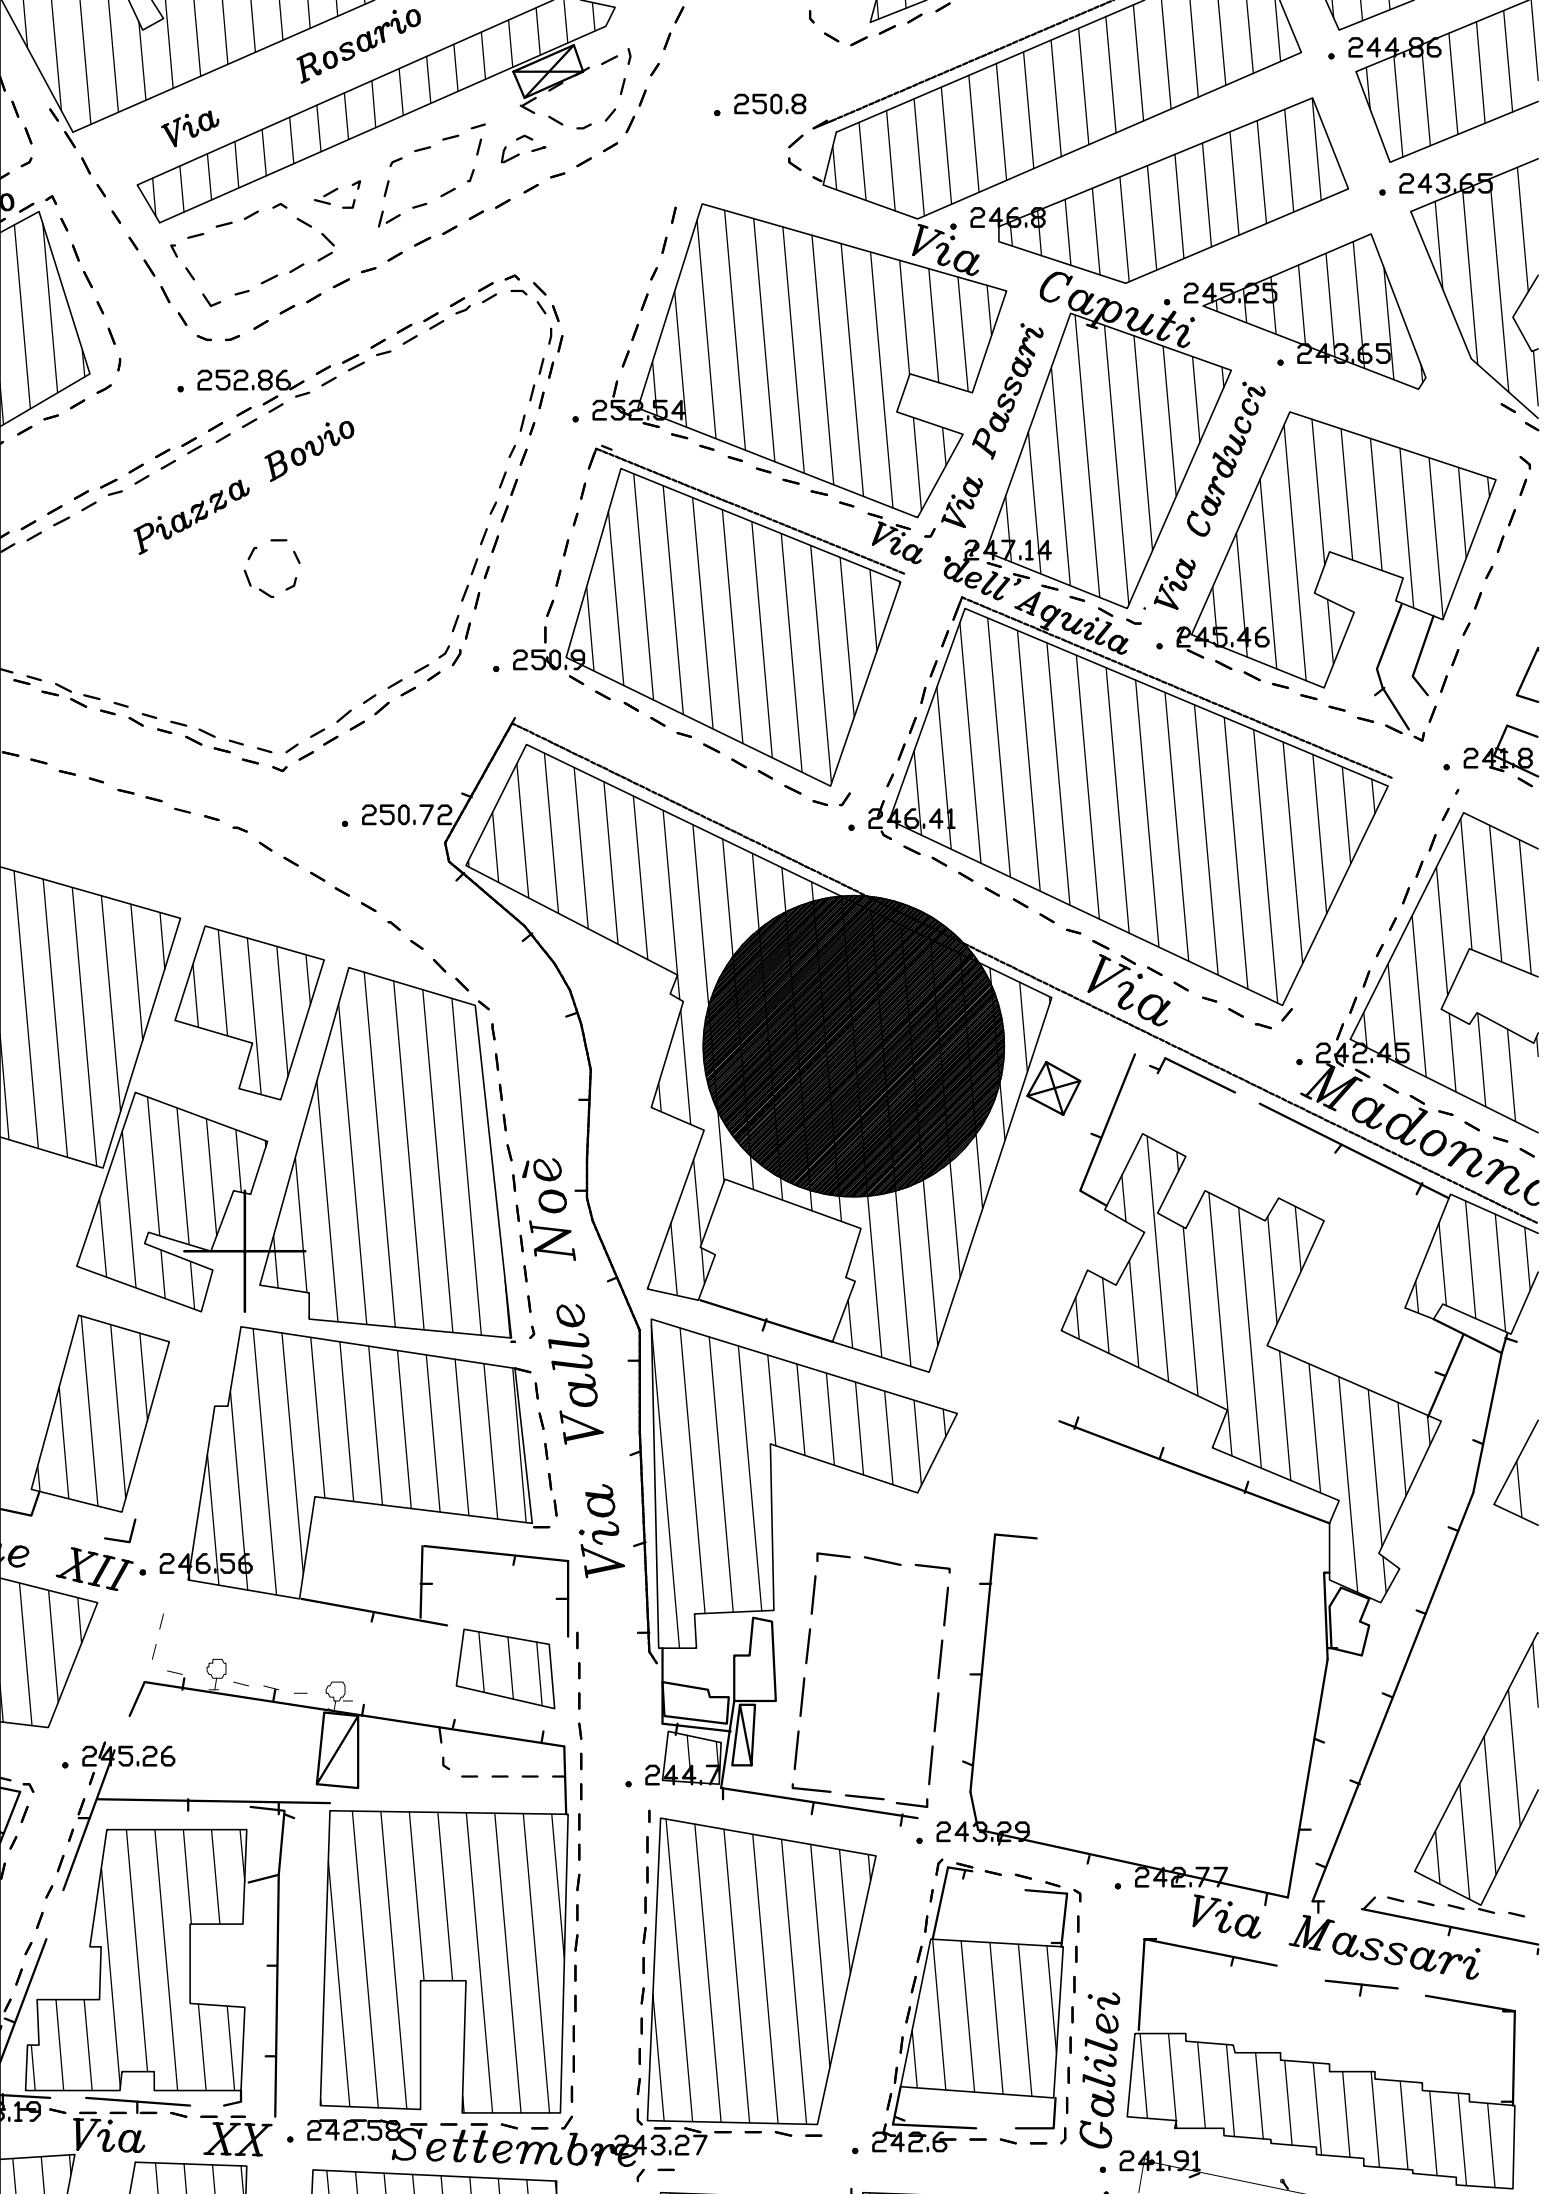 Via Rosario
244.86
250.8
243.65
246.8
Via Caputi
245.25
243.65
252.86
252.54
Via Passari
Via Carducci
Piazza Bovio
Via dell'Aquila
247.14
245.46
250.9
241.8
250.72
246.41
Via Madonna
242.45
Via Valle Noè
XII
246.56
245.26
244.7
243.29
242.77
Via Massari
Galilei
Via XX Settembre
242.58
243.27
242.6
241.91